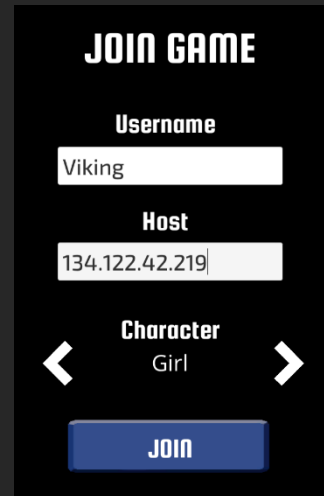 JOIN GAME
Username
Viking
Host
134.122.42.219
Character
Girl
JOIN